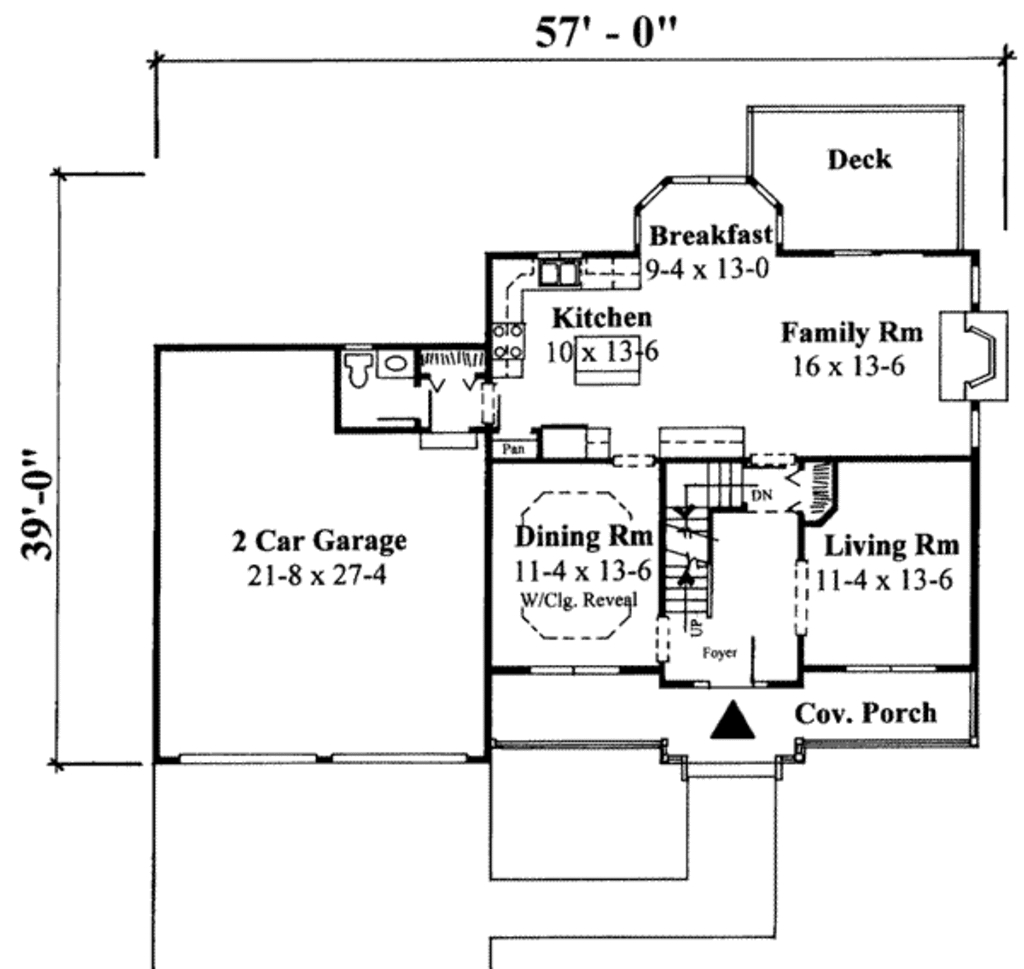 57' - 0"
Deck
Breakfast
9-4 x 13-0
Kitchen
10 x 13-6
Family Rm
16 x 13-6
Pan
39'-0"
2 Car Garage
21-8 x 27-4
Dining Rm
11-4 x 13-6
W/Clg. Reveal
DN
UP
Living Rm
11-4 x 13-6
Foyer
Cov. Porch